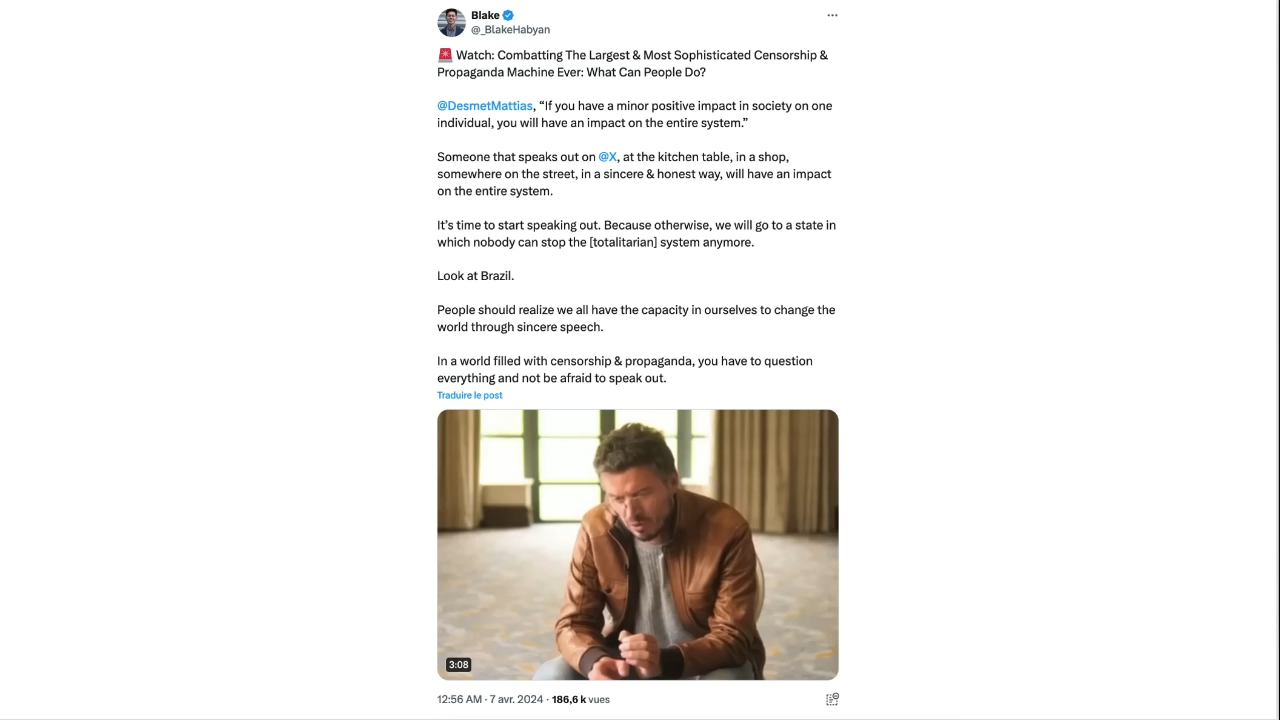 Blake
@_BlakeHabyan
🚨 Watch: Combatting The Largest & Most Sophisticated Censorship &
Propaganda Machine Ever: What Can People Do?
@DesmetMattias, “If you have a minor positive impact in society on one
individual, you will have an impact on the entire system.”
Someone that speaks out on @X, at the kitchen table, in a shop,
somewhere on the street, in a sincere & honest way, will have an impact
on the entire system.
It’s time to start speaking out. Because otherwise, we will go to a state in
which nobody can stop the [totalitarian] system anymore.
Look at Brazil.
People should realize we all have the capacity in ourselves to change the
world through sincere speech.
In a world filled with censorship & propaganda, you have to question
everything and not be afraid to speak out.
Traduire le post
3:08
12:56 AM · 7 avr. 2024 · 186,6 k vues